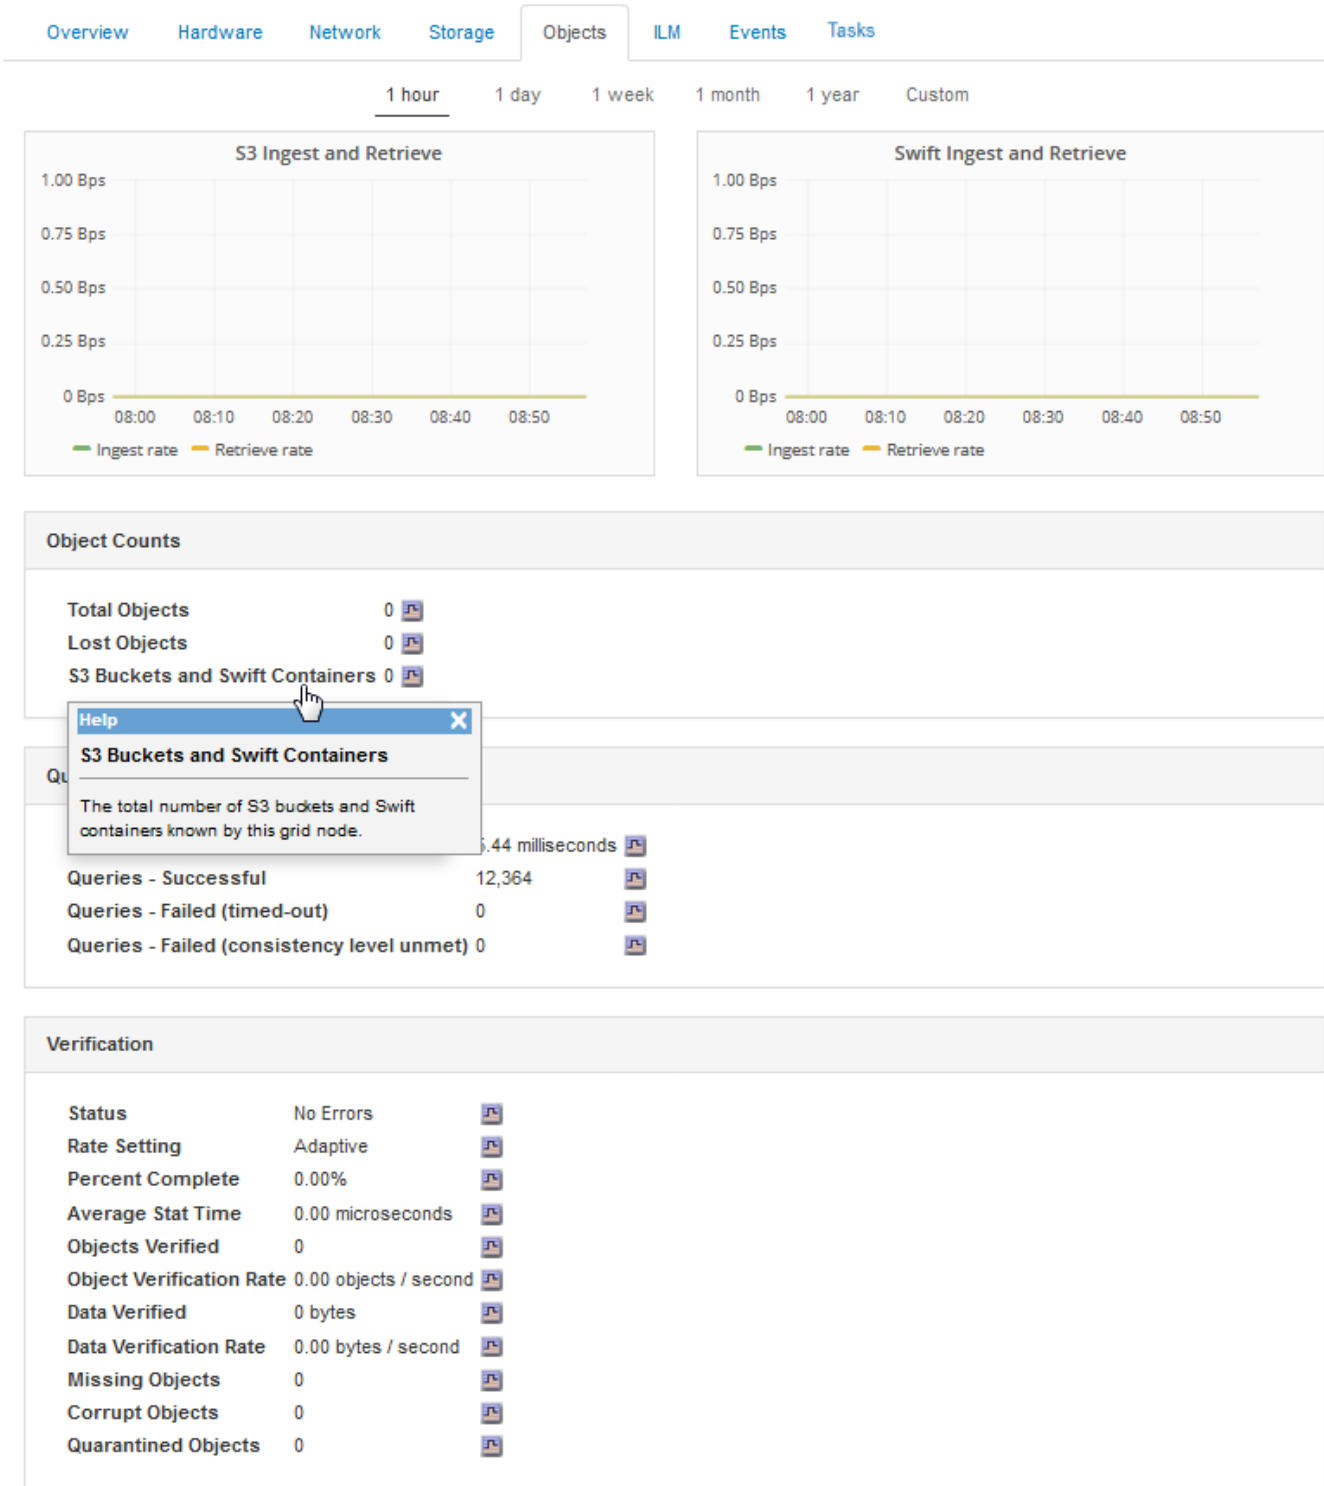 Overview Hardware Network Storage Objects ILM Events Tasks
1 hour 1 day 1 week 1 month 1 year Custom
S3 Ingest and Retrieve
1.00 Bps
0.75 Bps
0.50 Bps
0.25 Bps
0 Bps
08:00 08:10 08:20 08:30 08:40 08:50
Ingest rate Retrieve rate
Swift Ingest and Retrieve
1.00 Bps
0.75 Bps
0.50 Bps
0.25 Bps
0 Bps
08:00 08:10 08:20 08:30 08:40 08:50
Ingest rate Retrieve rate
Object Counts
Total Objects 0
Lost Objects 0
S3 Buckets and Swift Containers 0
Help
S3 Buckets and Swift Containers
The total number of S3 buckets and Swift
containers known by this grid node.
.44 milliseconds
Queries - Successful 12,364
Queries - Failed (timed-out) 0
Queries - Failed (consistency level unmet) 0
Verification
Status No Errors
Rate Setting Adaptive
Percent Complete 0.00%
Average Stat Time 0.00 microseconds
Objects Verified 0
Object Verification Rate 0.00 objects / second
Data Verified 0 bytes
Data Verification Rate 0.00 bytes / second
Missing Objects 0
Corrupt Objects 0
Quarantined Objects 0